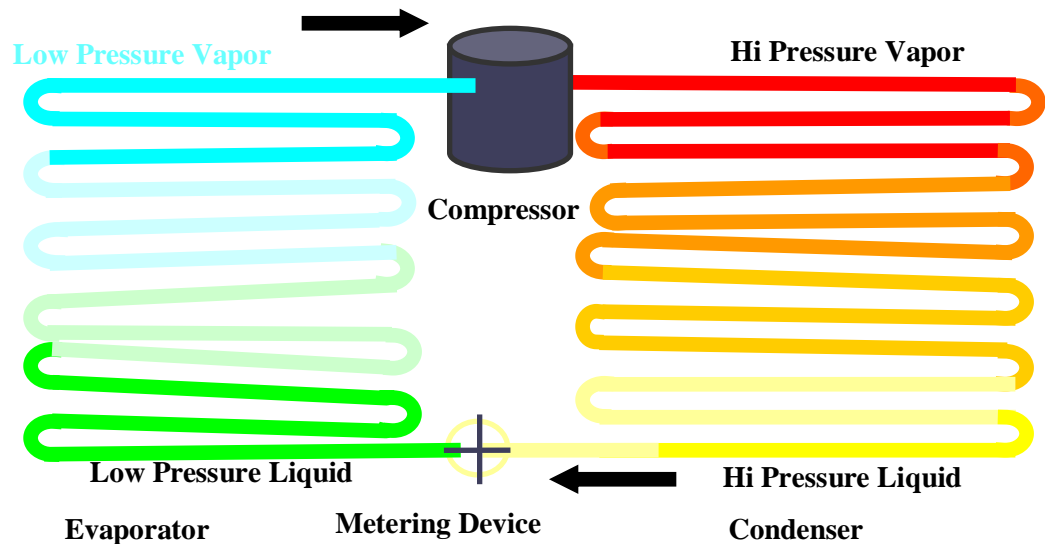 Low Pressure Vapor
Hi Pressure Vapor
Compressor
Low Pressure Liquid
Hi Pressure Liquid
Evaporator
Metering Device
Condenser